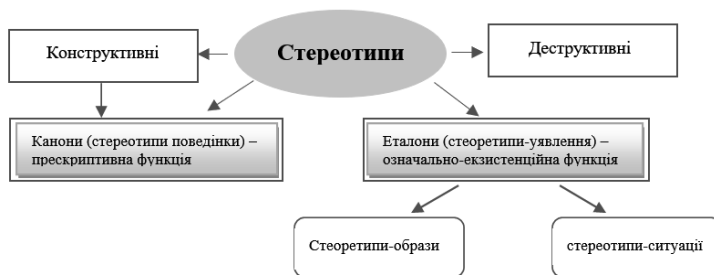 Стереотипи
Конструктивні
Деструктивні
Канони (стереотипи поведінки) –
прескриптивна функція
Еталони (стеоретипи-уявлення) –
означально-екзистенційна функція
Стеоретипи-образи
стереотипи-ситуації